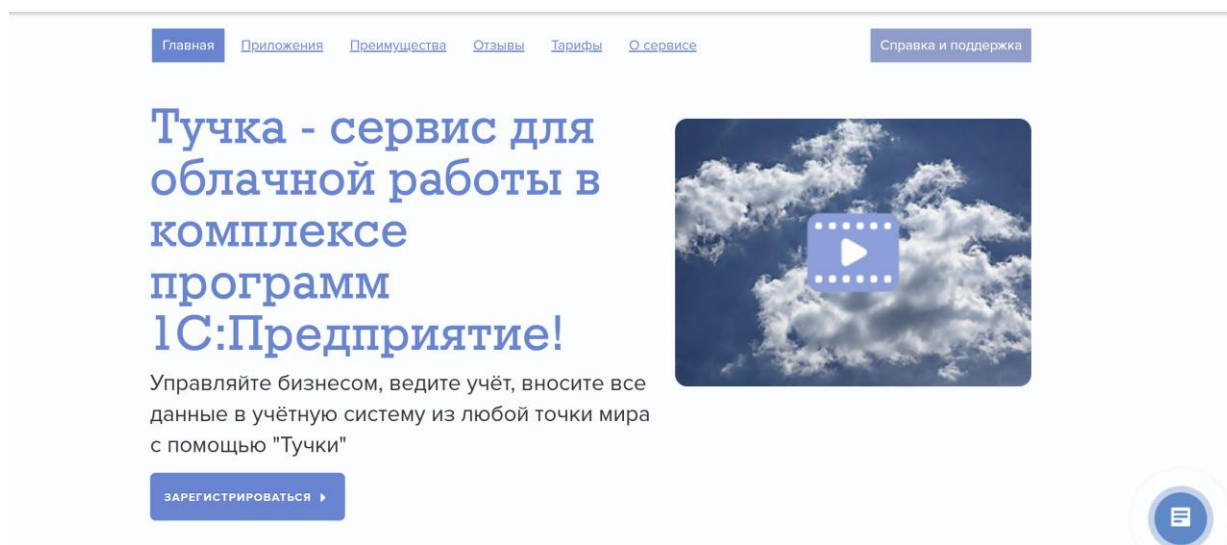 Главная Приложения Преимущества Отзывы Тарифы О сервисе Справка и поддержка
Тучка - сервис для
облачной работы в
комплексе
программ
1С:Предприятие!
Управляйте бизнесом, ведите учёт, вносите все
данные в учётную систему из любой точки мира
с помощью "Тучки"
ЗАРЕГИСТРИРОВАТЬСЯ